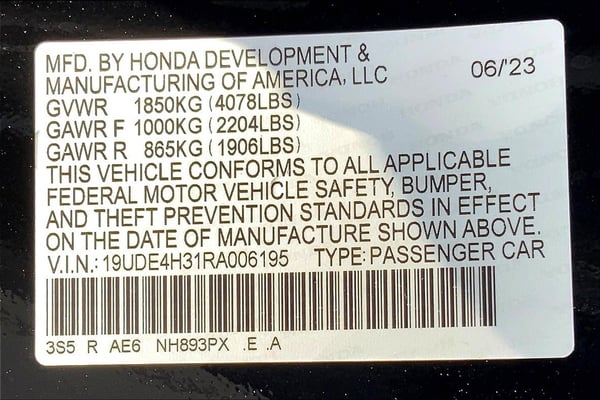 MFD. BY HONDA DEVELOPMENT &
MANUFACTURING OF AMERICA, LLC 06/'23
GVWR 1850KG (4078LBS)
GAWR F 1000KG (2204LBS)
GAWR R 865KG (1906LBS)
THIS VEHICLE CONFORMS TO ALL APPLICABLE
FEDERAL MOTOR VEHICLE SAFETY, BUMPER,
AND THEFT PREVENTION STANDARDS IN EFFECT
ON THE DATE OF MANUFACTURE SHOWN ABOVE.
V.I.N.: 19UDE4H31RA006195 TYPE: PASSENGER CAR
3S5 R AE6 NH893PX .E .A